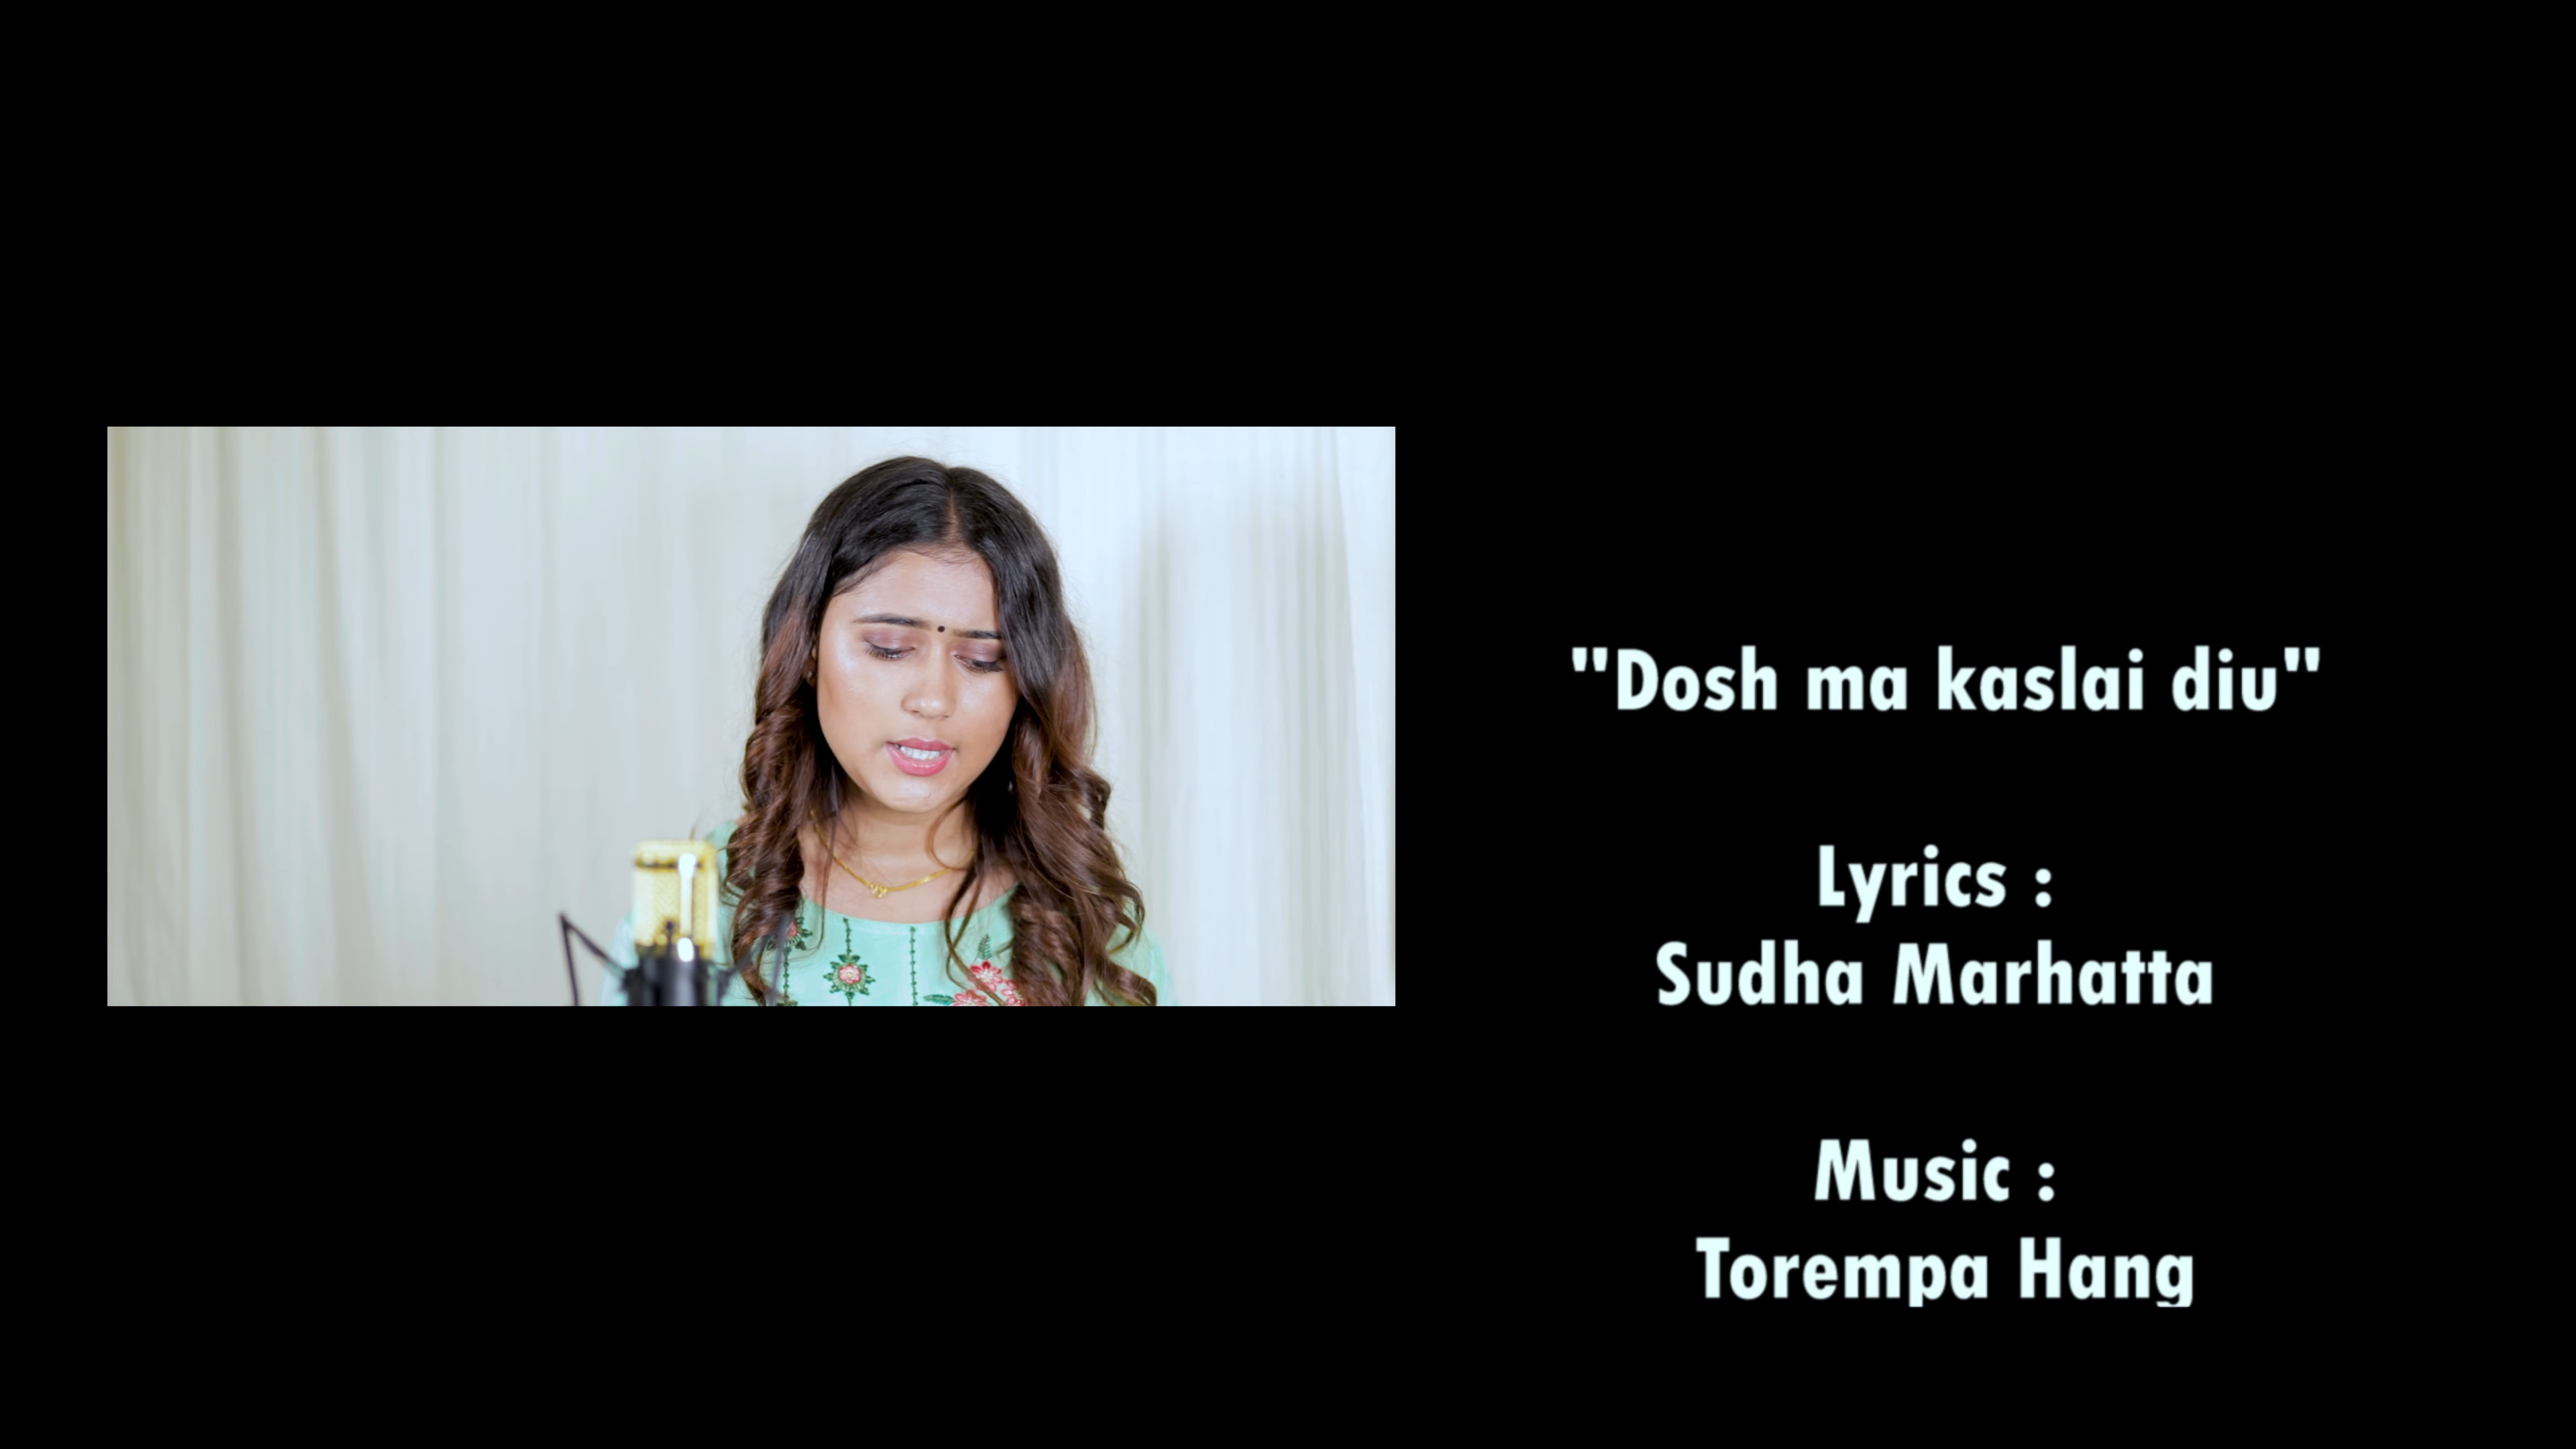 "Dosh ma kaslai diu"
Lyrics :
Sudha Marhatta
Music :
Torempa Hang